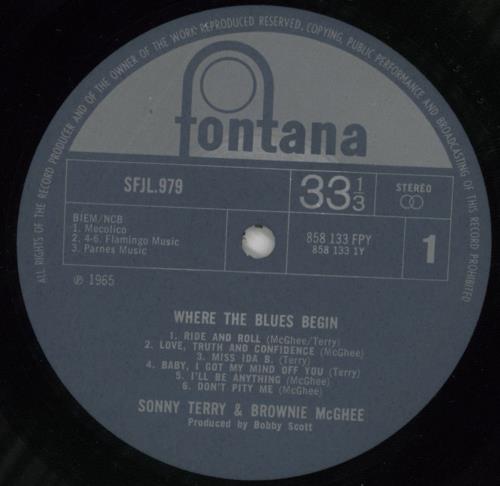 ALL RIGHTS OF THE RECORD PRODUCER AND OF THE OWNER OF THE WORK REPRODUCED RESERVED. COPYING, PUBLIC PERFORMANCE AND BROADCASTING OF THIS RECORD PROHIBITED
fontana
SFJL.979
33 1/3
STEREO
BIEM/NCB
1. Mecolico
2. 4-6. Flamingo Music
3. Parnes Music
858 133 FPY
858 133 1Y
1
℗ 1965
WHERE THE BLUES BEGIN
1. RIDE AND ROLL (McGhee/Terry)
2. LOVE, TRUTH AND CONFIDENCE (McGhee)
3. MISS IDA B. (Terry)
4. BABY, I GOT MY MIND OFF YOU (Terry)
5. I'LL BE ANYTHING (McGhee)
6. DON'T PITY ME (McGhee)
SONNY TERRY & BROWNIE McGHEE
Produced by Bobby Scott